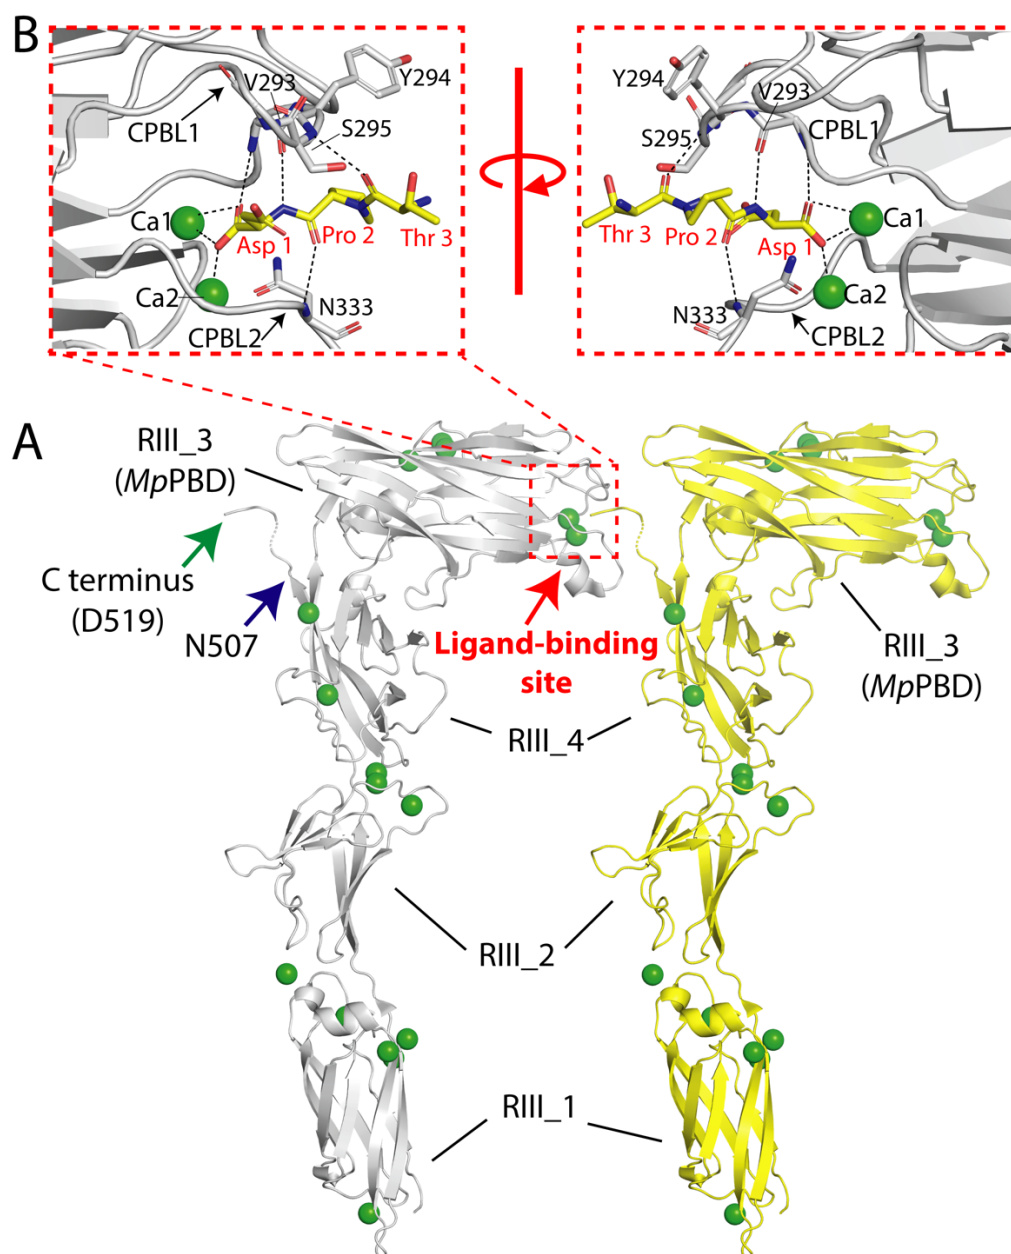 B
Y294
V293
CPBL1
S295
Ca1
Asp 1
Pro 2
Thr 3
Ca2
N333
CPBL2
Y294
V293
CPBL1
S295
Ca1
Thr 3
Pro 2
Asp 1
Ca2
N333
CPBL2
A
RIII_3
(MpPBD)
C terminus
(D519)
N507
Ligand-binding
site
RIII_3
(MpPBD)
RIII_4
RIII_2
RIII_1